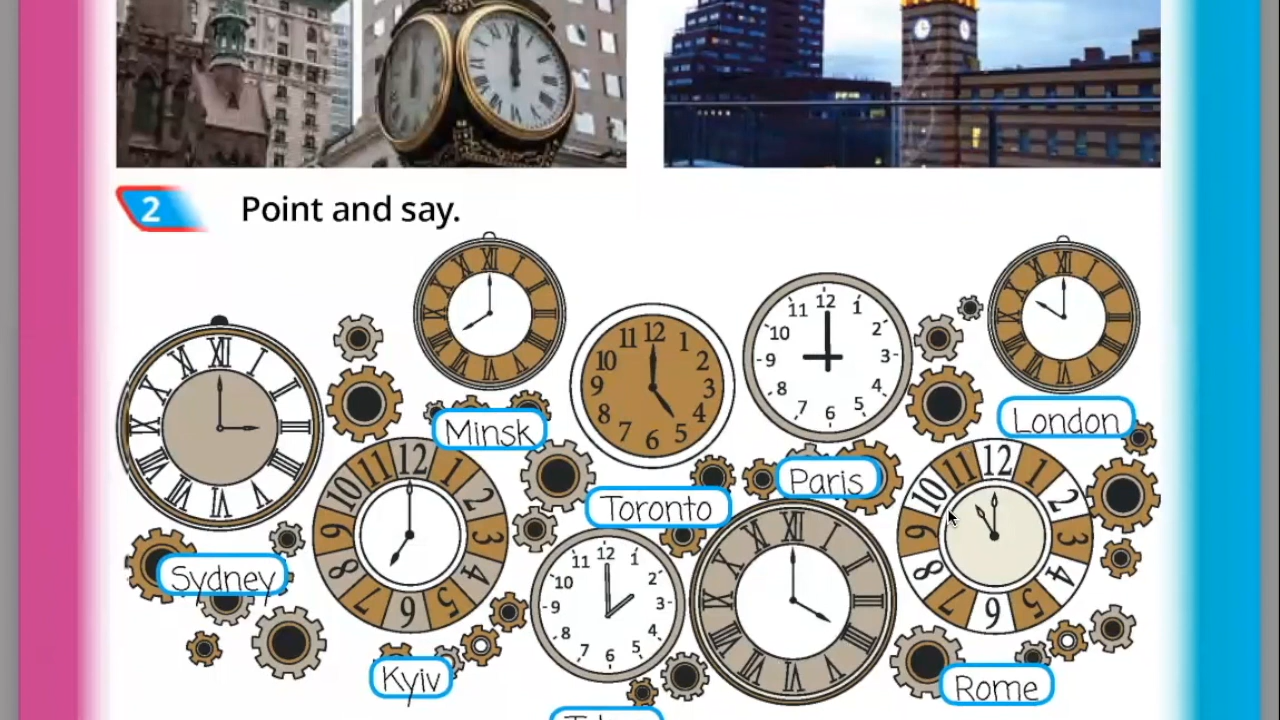 2 Point and say.
Minsk
London
Toronto
Paris
Sydney
Kyiv
Rome